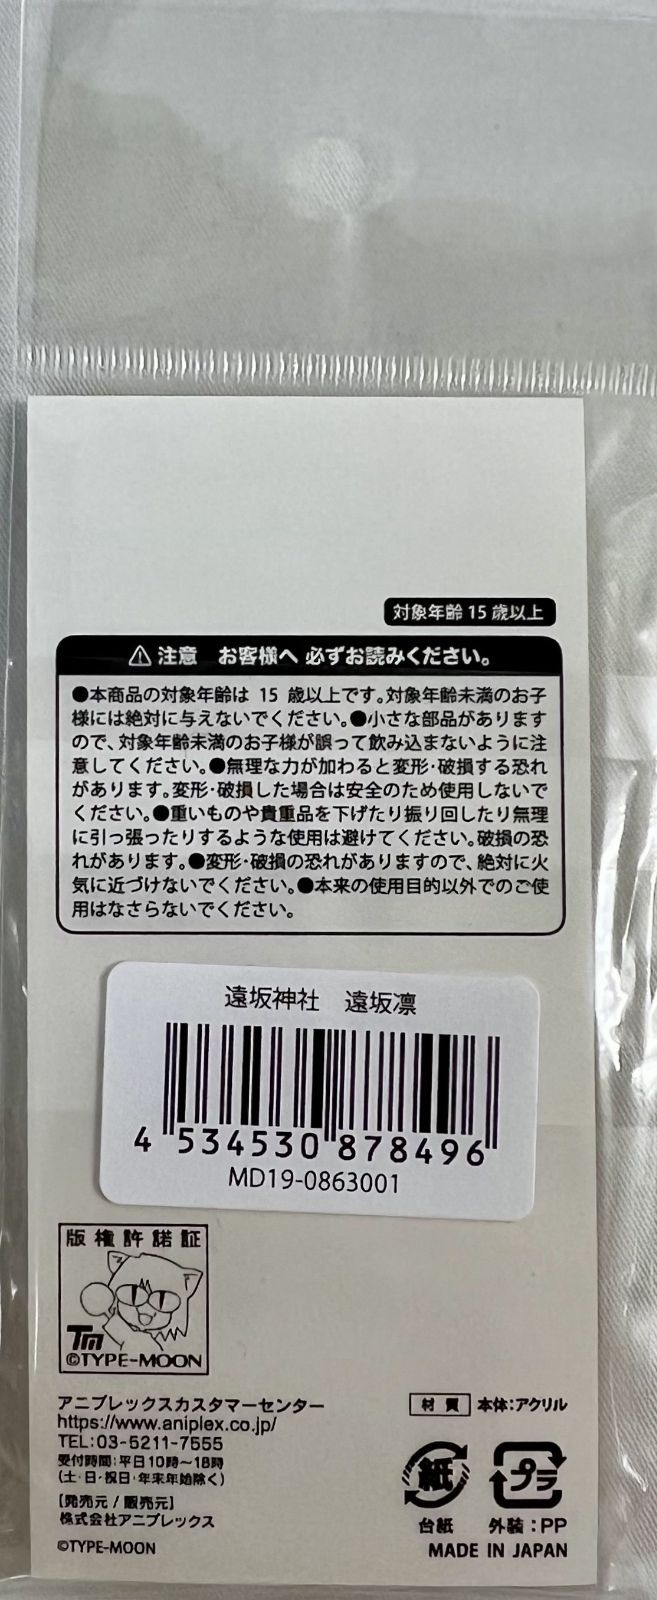 対象年齢15歳以上
⚠注意 お客様へ 必ずお読みください。
●本商品の対象年齢は 15 歳以上です。対象年齢未満のお子
様には絶対に与えないでください。●小さな部品があります
ので、対象年齢未満のお子様が誤って飲み込まないように注
意してください。●無理な力が加わると変形・破損する恐れ
があります。変形・破損した場合は安全のため使用しないで
ください。●重いものや貴重品を下げたり振り回したり無理
に引っ張ったりするような使用は避けてください。破損の恐
れがあります。●変形・破損の恐れがありますので、絶対に火
気に近づけないでください。●本来の使用目的以外でのご使
用はなさらないでください。
遠坂神社 遠坂凛
4 534530 878496
MD19-0863001
版権許諾証
TM
©TYPE-MOON
アニプレックスカスタマーセンター
https://www.aniplex.co.jp/
TEL:03-5211-7555
受付時間:平日10時〜18時
(土・日・祝日・年末年始除く)
【発売元 / 販売元】
株式会社アニプレックス
©TYPE-MOON
材質 本体:アクリル
紙 プラ
台紙 外装:PP
MADE IN JAPAN